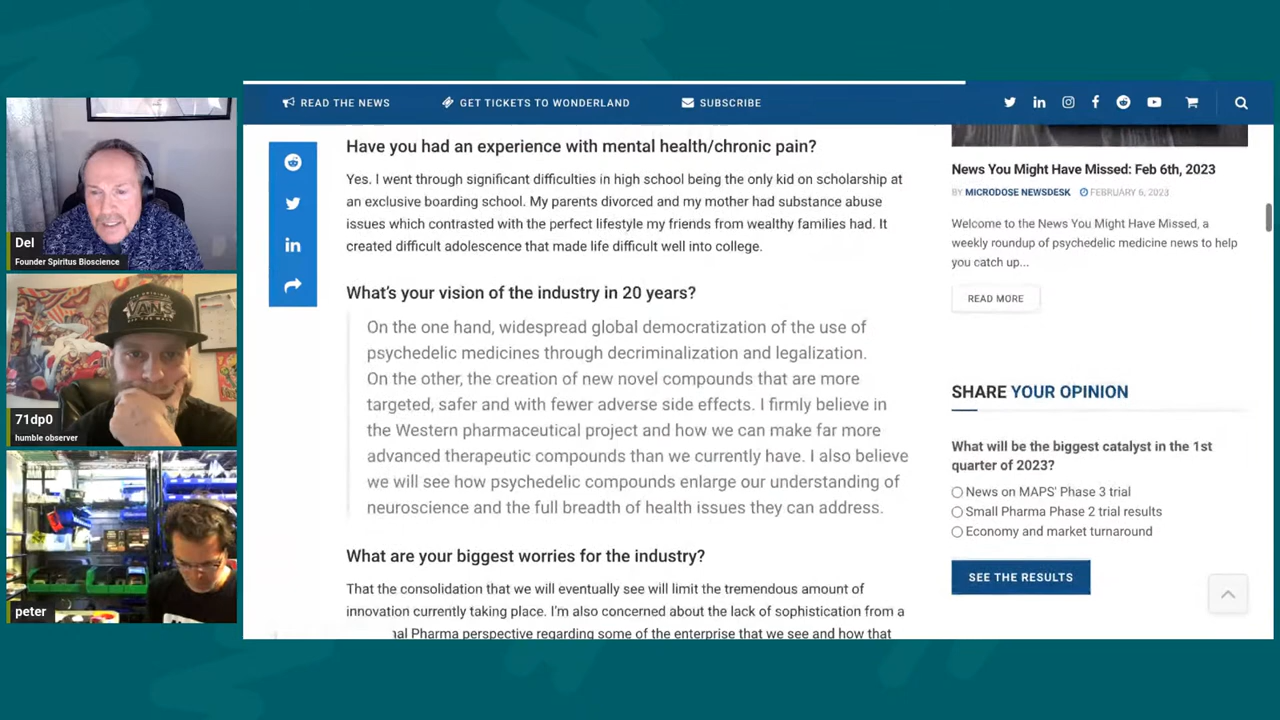 READ THE NEWS
GET TICKETS TO WONDERLAND
SUBSCRIBE
Del
Founder Spiritus Bioscience
THE ORIGINAL
VANS
71dp0
humble observer
peter
Have you had an experience with mental health/chronic pain?
Yes. I went through significant difficulties in high school being the only kid on scholarship at
an exclusive boarding school. My parents divorced and my mother had substance abuse
issues which contrasted with the perfect lifestyle my friends from wealthy families had. It
created difficult adolescence that made life difficult well into college.
What's your vision of the industry in 20 years?
On the one hand, widespread global democratization of the use of
psychedelic medicines through decriminalization and legalization.
On the other, the creation of new novel compounds that are more
targeted, safer and with fewer adverse side effects. I firmly believe in
the Western pharmaceutical project and how we can make far more
advanced therapeutic compounds than we currently have. I also believe
we will see how psychedelic compounds enlarge our understanding of
neuroscience and the full breadth of health issues they can address.
What are your biggest worries for the industry?
That the consolidation that we will eventually see will limit the tremendous amount of
innovation currently taking place. I'm also concerned about the lack of sophistication from a
al Pharma perspective regarding some of the enterprise that we see and how that
News You Might Have Missed: Feb 6th, 2023
BY MICRODOSE NEWSDESK FEBRUARY 6, 2023
Welcome to the News You Might Have Missed, a
weekly roundup of psychedelic medicine news to help
you catch up...
READ MORE
SHARE YOUR OPINION
What will be the biggest catalyst in the 1st
quarter of 2023?
News on MAPS' Phase 3 trial
Small Pharma Phase 2 trial results
Economy and market turnaround
SEE THE RESULTS